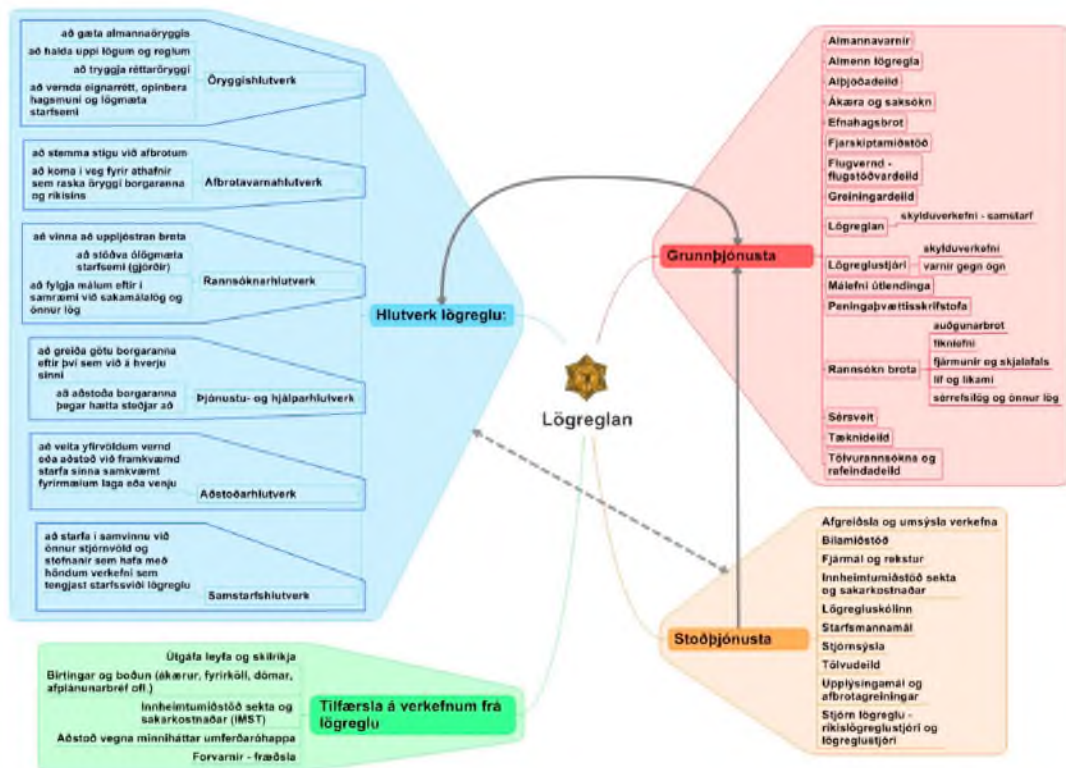 að gæta almannaöryggis
að halda uppi lögum og reglum
að tryggja réttaröryggi
að vernda eignarrétt, opinbera
hagsmuni og lögmæta
starfsemi
Öryggishlutverk
að stemma stigu við afbrotum
að koma í veg fyrir athafnir
sem raska öryggi borgaranna
og ríkisins
Afbrotavarnahlutverk
að vinna að uppljóstran brota
að stöðva ólögmæta
starfsemi (gjörðir)
að fylgja málum eftir í
samræmi við sakamálalög og
önnur lög
Rannsóknarhlutverk
að greiða götu borgaranna
eftir því sem við á hverju
sinni
að aðstoða borgaranna
þegar hætta steðjar að
Þjónustu- og hjálparhlutverk
að veita yfirvöldum vernd
eða aðstoð við framkvæmd
starfa sinna samkvæmt
fyrirmælum laga eða venju
Aðstoðarhlutverk
að starfa í samvinnu við
önnur stjórnvöld og
stofnanir sem hafa með
höndum verkefni sem
tengjast starfssviði lögreglu
Samstarfshlutverk
Hlutverk lögreglu:
Lögreglan
Grunnþjónusta
Almannavarnir
Almenn lögregla
Alþjóðadeild
Ákæra og saksókn
Efnahagsbrot
Fjarskiptamiðstöð
Flugvernd -
flugstöðvardeild
Greiningardeild
Lögreglan
skylduverkefni - samstarf
Lögreglustjóri
skylduverkefni
varnir gegn ógn
Málefni útlendinga
Peningaþvættisskrifstofa
Rannsókn brota
auðgunarbrot
fíkniefni
fjármunir og skjalafals
líf og líkami
sérrefsilög og önnur lög
Sérsveit
Tæknideild
Tölvurannsókna og
rafeindadeild
Stoðþjónusta
Afgreiðsla og umsýsla verkefna
Bílamiðstöð
Fjármál og rekstur
Innheimtumiðstöð sekta
og sakarkostnaðar
Lögregluskólinn
Starfsmannamál
Stjórnsýsla
Tölvudeild
Upplýsingamál og
afbrotagreiningar
Stjórn lögreglu -
ríkislögreglustjóri og
lögreglustjóri
Útgáfa leyfa og skilríkja
Birtingar og boðun (ákærur, fyrirköll, dómar,
afplánunarbréf ofl.)
Innheimtumiðstöð sekta og
sakarkostnaðar (IMST)
Aðstoð vegna minniháttar umferðaróhappa
Forvarnir - fræðsla
Tilfærsla á verkefnum frá
lögreglu